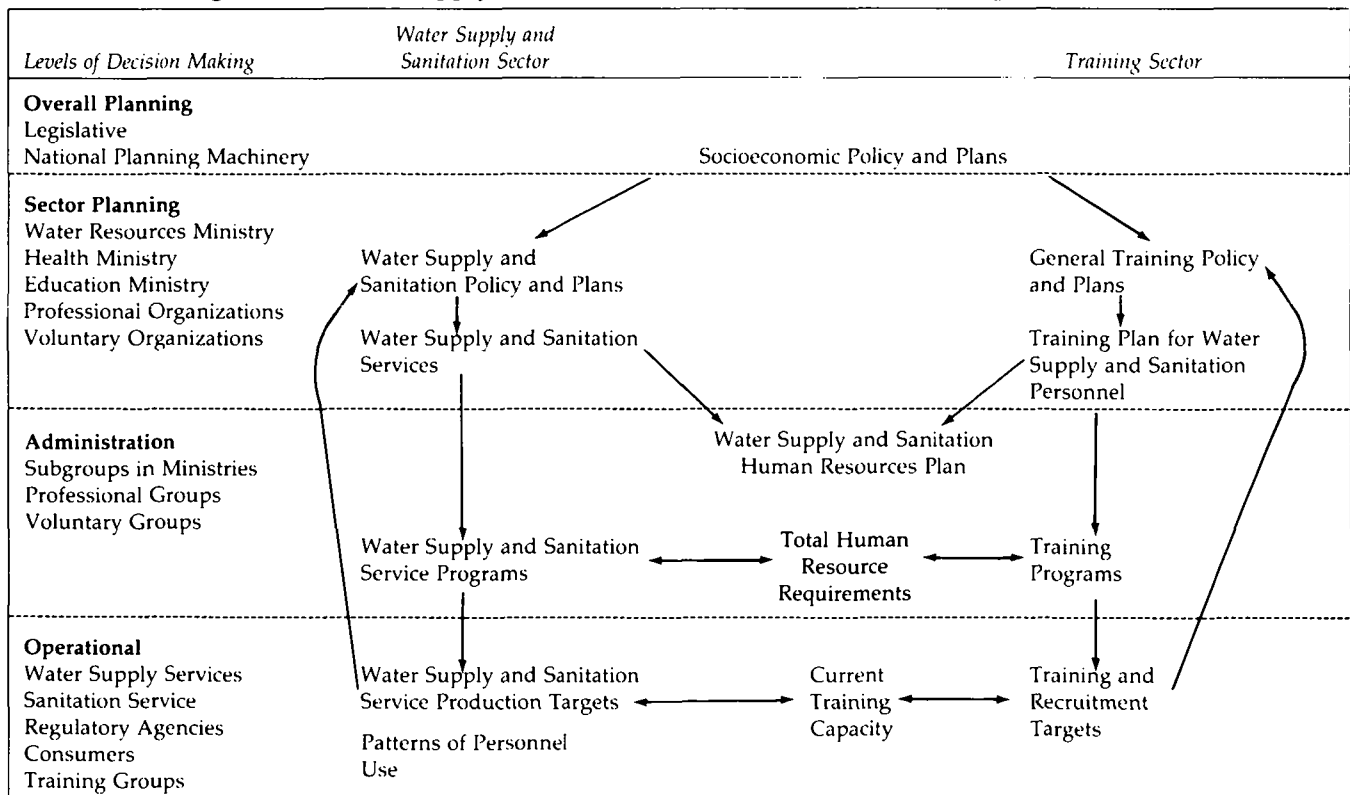 Water Supply and
Levels of Decision Making Sanitation Sector Training Sector
Overall Planning
Legislative
National Planning Machinery
Socioeconomic Policy and Plans
Sector Planning
Water Resources Ministry
Health Ministry
Education Ministry
Professional Organizations
Voluntary Organizations
Water Supply and
Sanitation Policy and Plans
Water Supply and Sanitation
Services
General Training Policy
and Plans
Training Plan for Water
Supply and Sanitation
Personnel
Administration
Subgroups in Ministries
Professional Groups
Voluntary Groups
Water Supply and Sanitation
Human Resources Plan
Water Supply and Sanitation
Service Programs
Total Human
Resource
Requirements
Training
Programs
Operational
Water Supply Services
Sanitation Service
Regulatory Agencies
Consumers
Training Groups
Water Supply and Sanitation
Service Production Targets
Patterns of Personnel
Use
Current
Training
Capacity
Training and
Recruitment
Targets